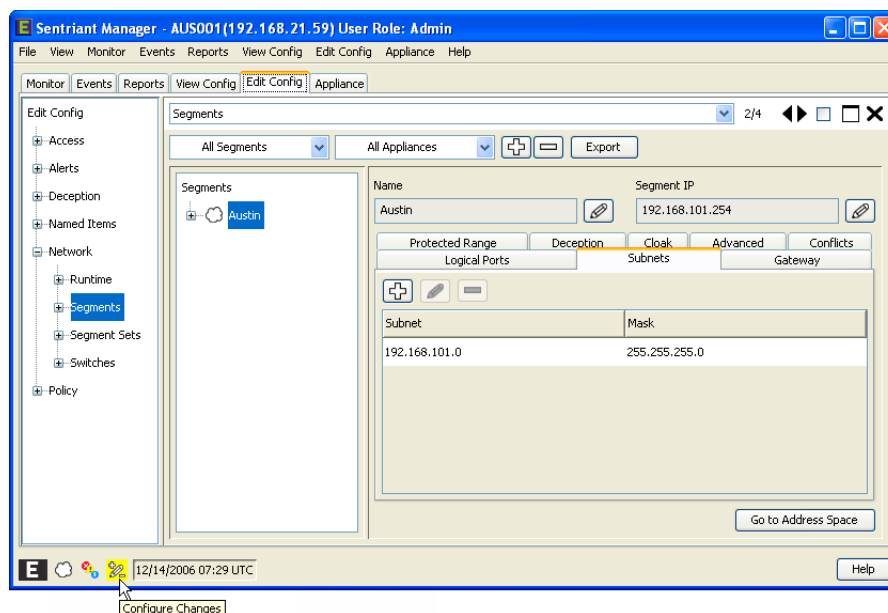 E Sentriant Manager - AUS001(192.168.21.59) User Role: Admin
File View Monitor Events Reports View Config Edit Config Appliance Help
Monitor Events Reports View Config Edit Config Appliance
Edit Config
Access
Alerts
Deception
Named Items
Network
Runtime
Segments
Segment Sets
Switches
Policy
Segments 2/4
All Segments All Appliances Export
Segments
Austin
Name Segment IP
Austin 192.168.101.254
Protected Range Deception Cloak Advanced Conflicts
Logical Ports Subnets Gateway
Subnet Mask
192.168.101.0 255.255.255.0
Go to Address Space
E 12/14/2006 07:29 UTC Help
Configure Changes